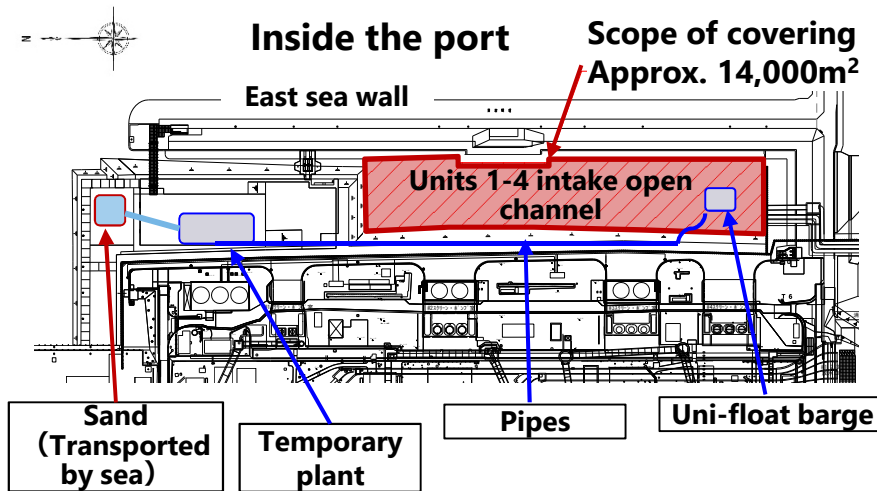 N
Inside the port
Scope of covering
Approx. 14,000m²
East sea wall
Units 1-4 intake open
channel
Sand
(Transported
by sea)
Temporary
plant
Pipes
Uni-float barge